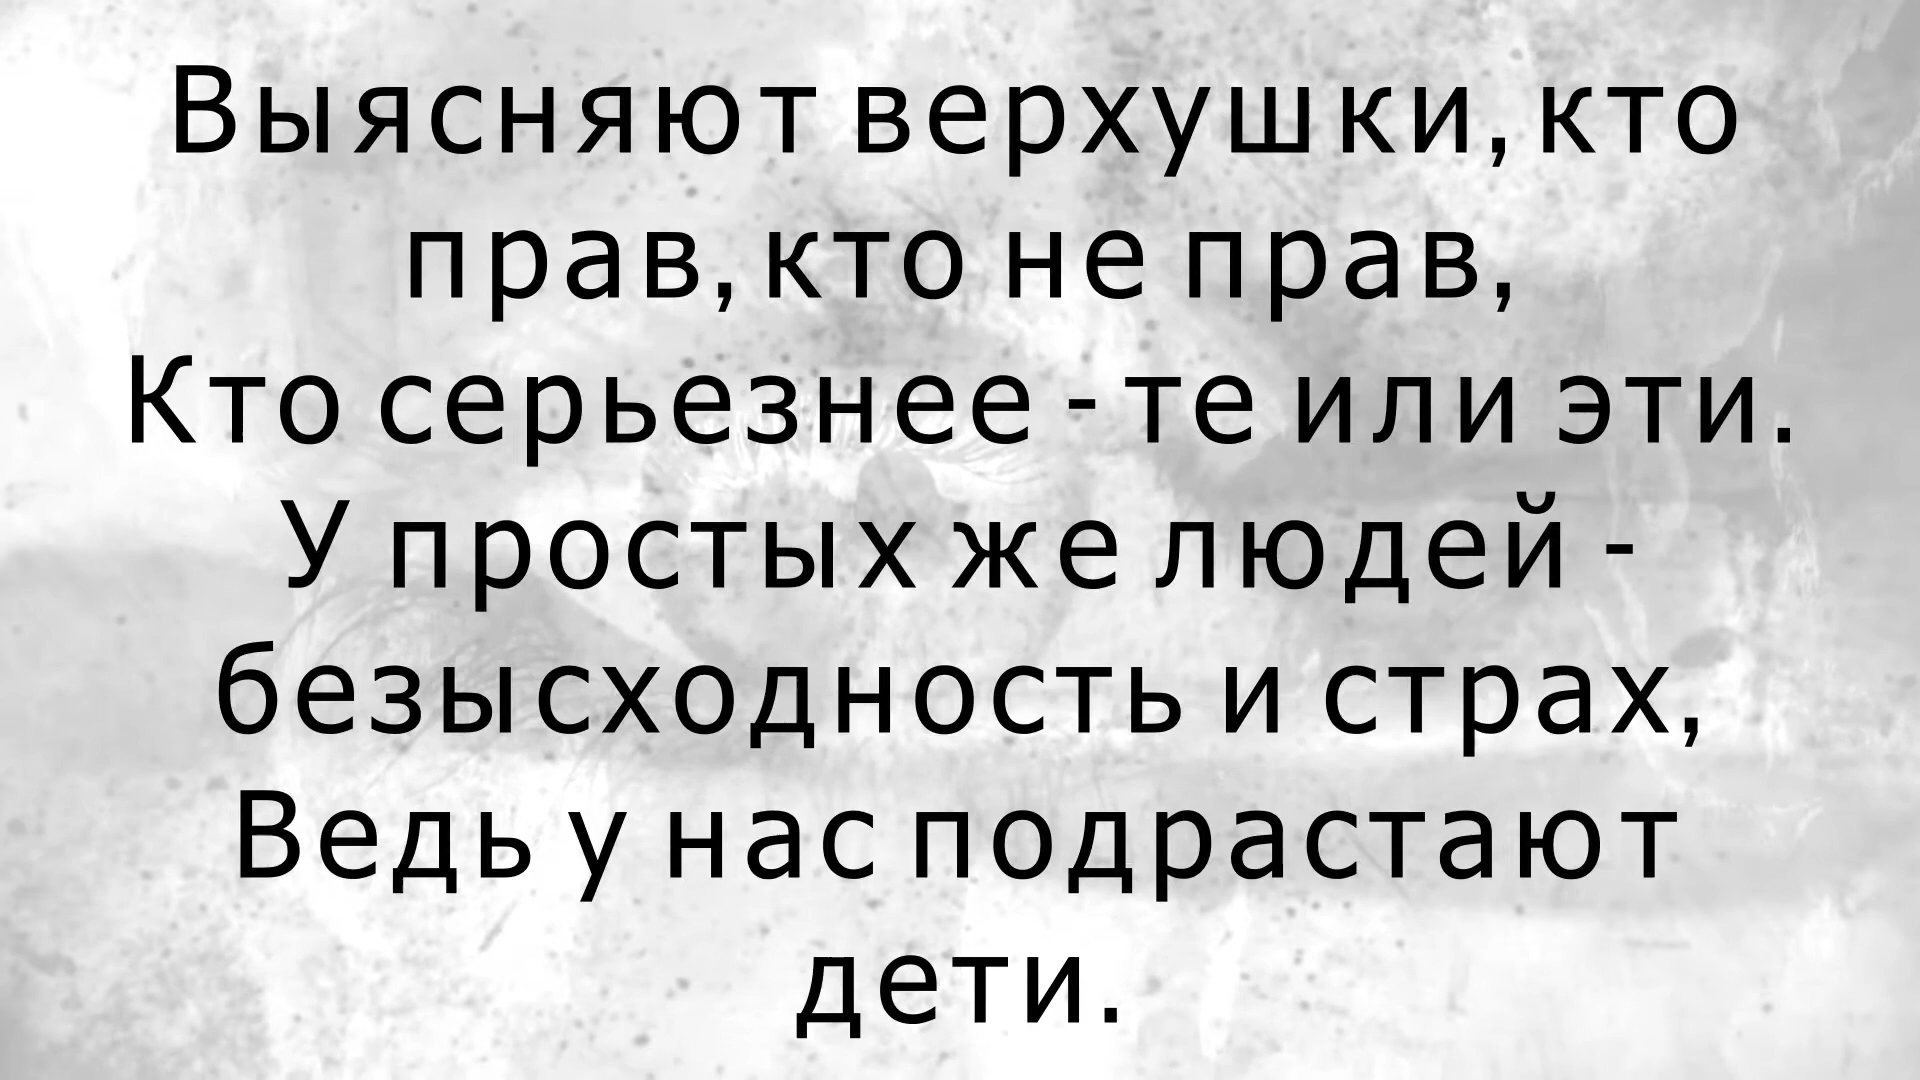 Выясняют верхушки,кто
прав,кто не прав,
Кто серьезнее - те или эти.
У простых же людей -
безысходность и страх,
Ведь у нас подрастают
дети.